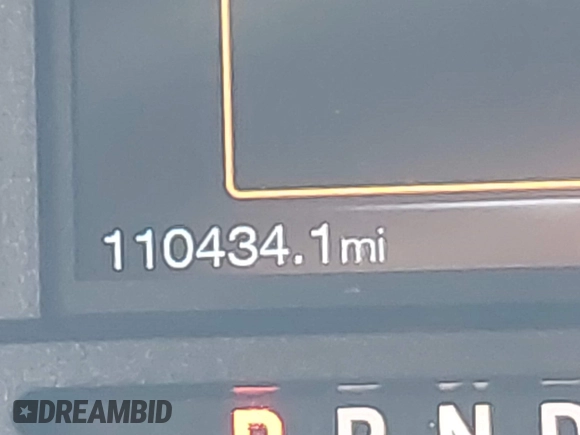 110434.1mi
P R N D
DREAMBID